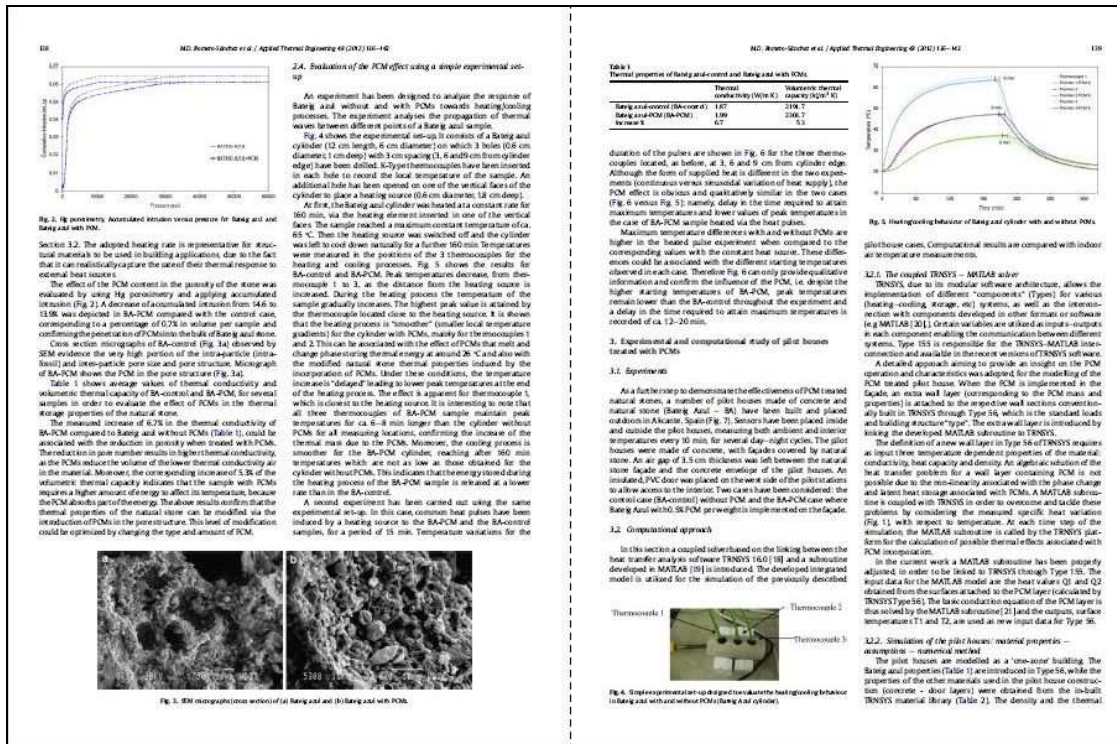 138
M.D. Romero-Sánchez et al. / Applied Thermal Engineering 48 (2012) 136–142
Fig. 2. Hg porosimetry. Accumulated intrusion versus pressure for Bateig azul and
Bateig azul with PCM.
Section 3.2. The adopted heating rate is representative for struc-
tural materials to be used in building applications, due to the fact
that it can realistically capture the rate of their thermal response to
external heat sources.
The effect of the PCM content in the porosity of the stone was
evaluated by using Hg porosimetry and applying accumulated
intrusion (Fig. 2). A decrease of accumulated intrusion from 14.6 to
13.9% was depicted in BA-PCM compared with the control case,
corresponding to a percentage of 0.7% in volume per sample and
confirming the penetration of PCMs into the bulk of Bateig azul stone.
Cross section micrographs of BA-control (Fig. 3a) observed by
SEM evidence the very high portion of the intra-particle (intra-
fossil) and inter-particle pore size and pore structure. Micrograph
of BA-PCM shows the PCM in the pore structure (Fig. 3a).
Table 1 shows average values of thermal conductivity and
volumetric thermal capacity of BA-control and BA-PCM, for several
samples in order to evaluate the effect of PCMs in the thermal
storage properties of the natural stone.
The measured increase of 6.7% in the thermal conductivity of
BA-PCM compared to Bateig azul without PCMs (Table 1), could be
associated with the reduction in porosity when treated with PCMs.
The reduction in pore number results in higher thermal conductivity,
as the PCMs reduce the volume of the lower thermal conductivity air
in the material. Moreover, the corresponding increase of 5.3% of the
volumetric thermal capacity indicates that the sample with PCMs
requires a higher amount of energy to affect its temperature, because
the PCM absorbs part of the energy. The above results confirm that the
thermal properties of the natural stone can be modified via the
introduction of PCMs in the pore structure. This level of modification
could be optimized by changing the type and amount of PCM.
2.4. Evaluation of the PCM effect using a simple experimental set-
up
An experiment has been designed to analyze the response of
Bateig azul without and with PCMs towards heating/cooling
processes. The experiment analyses the propagation of thermal
waves between different points of a Bateig azul sample.
Fig. 4 shows the experimental set-up. It consists of a Bateig azul
cylinder (12 cm length, 6 cm diameter) on which 3 holes (0.6 cm
diameter, 1 cm deep) with 3 cm spacing (3, 6 and 9 cm from cylinder
edge) have been drilled. K-Type thermocouples have been inserted
in each hole to record the local temperature of the sample. An
additional hole has been opened on one of the vertical faces of the
cylinder to place a heating source (0.6 cm diameter, 1.8 cm deep).
At first, the Bateig azul cylinder was heated at a constant rate for
160 min, via the heating element inserted in one of the vertical
faces. The sample reached a maximum constant temperature of ca.
65 °C. Then the heating source was switched off and the cylinder
was left to cool down naturally for a further 160 min. Temperatures
were measured in the positions of the 3 thermocouples for the
heating and cooling processes. Fig. 5 shows the results for
BA-control and BA-PCM. Peak temperatures decrease, from ther-
mocouple 1 to 3, as the distance from the heating source is
increased. During the heating process the temperature of the
sample gradually increases. The highest peak value is attained by
the thermocouple located close to the heating source. It is shown
that the heating process is "smoother" (smaller local temperature
gradients) for the cylinder with PCMs, mainly for thermocouples 1
and 2. This can be associated with the effect of PCMs that melt and
change phase storing thermal energy at around 26 °C and also with
the modified natural stone thermal properties induced by the
incorporation of PCMs. Under these conditions, the temperature
increase is "delayed" leading to lower peak temperatures at the end
of the heating process. The effect is apparent for thermocouple 1,
which is closest to the heating source. It is interesting to note that
all three thermocouples of BA-PCM sample maintain peak
temperatures for ca. 6–8 min longer than the cylinder without
PCMs for all measuring locations, confirming the increase of the
thermal mass due to the PCMs. Moreover, the cooling process is
smoother for the BA-PCM cylinder, reaching after 160 min
temperatures which are not as low as those obtained for the
cylinder without PCMs. This indicates that the energy stored during
the heating process of the BA-PCM sample is released at a lower
rate than in the BA-control.
A second experiment has been carried out using the same
experimental set-up. In this case, common heat pulses have been
induced by a heating source to the BA-PCM and the BA-control
samples, for a period of 15 min. Temperature variations for the
Fig. 3. SEM micrographs (cross section) of (a) Bateig azul and (b) Bateig azul with PCMs.
M.D. Romero-Sánchez et al. / Applied Thermal Engineering 48 (2012) 136–142
139
Table 1
Thermal properties of Bateig azul-control and Bateig azul with PCMs.
Thermal conductivity (W/m K) Volumetric thermal capacity (kJ/m³ K)
Bateig azul-control (BA-control) 1.87 2191.7
Bateig azul-PCM (BA-PCM) 1.99 2308.7
Increase % 6.7 5.3
duration of the pulses are shown in Fig. 6 for the three thermo-
couples located, as before, at 3, 6 and 9 cm from cylinder edge.
Although the form of supplied heat is different in the two experi-
ments (continuous versus sinusoidal variation of heat supply), the
PCM effect is obvious and qualitatively similar in the two cases
(Fig. 6 versus Fig. 5); namely, delay in the time required to attain
maximum temperatures and lower values of peak temperatures in
the case of BA-PCM sample heated via the heat pulses.
Maximum temperature differences with and without PCMs are
higher in the heated pulse experiment when compared to the
corresponding values with the constant heat source. These differ-
ences could be associated with the different starting temperatures
observed in each case. Therefore Fig. 6 can only provide qualitative
information and confirm the influence of the PCM, i.e. despite the
higher starting temperatures of BA-PCM, peak temperatures
remain lower than the BA-control throughout the experiment and
a delay in the time required to attain maximum temperatures is
recorded of ca. 12–20 min.
3. Experimental and computational study of pilot houses
treated with PCMs
3.1. Experiments
As a further step to demonstrate the effectiveness of PCM treated
natural stones, a number of pilot houses made of concrete and
natural stone (Bateig Azul – BA) have been built and placed
outdoor in Alicante, Spain (Fig. 7). Sensors have been placed inside
and outside the pilot houses, measuring both ambient and interior
temperatures every 10 min, for several day–night cycles. The pilot
houses were made of concrete, with façades covered by natural
stone. An air gap of 3.5 cm thickness was left between the natural
stone façade and the concrete envelope of the pilot houses. An
insulated, PVC door was placed on the west side of the pilot stations
to allow access to the interior. Two cases have been considered: the
control case (BA-control) without PCM and the BA-PCM case where
Bateig Azul with 0.5% PCM per weight is implemented on the façade.
3.2. Computational approach
In this section a coupled solver based on the linking between the
heat transfer analysis software TRNSYS 16.0 [18] and a subroutine
developed in MATLAB [19] is introduced. The developed integrated
model is utilized for the simulation of the previously described
Thermocouple 1
Thermocouple 2
Thermocouple 3
Fig. 4. Simple experimental set-up designed to evaluate the heating/cooling behaviour
in Bateig azul with and without PCMs (Bateig Azul cylinder).
Fig. 5. Heating/cooling behaviour of Bateig azul cylinder with and without PCMs.
pilot house cases. Computational results are compared with indoor
air temperature measurements.
3.2.1. The coupled TRNSYS – MATLAB solver
TRNSYS, due to its modular software architecture, allows the
implementation of different "components" (Types) for various
(heating–cooling, storage, etc) systems, as well as the intercon-
nection with components developed in other formats or software
(e.g MATLAB [20],). Certain variables are utilized as inputs–outputs
in each component enabling the communication between different
systems. Type 155 is responsible for the TRNSYS–MATLAB inter-
connection and available in the recent versions of TRNSYS software.
A detailed approach aiming to provide an insight on the PCM
operation and characteristics was adopted, for the modelling of the
PCM treated pilot house. When the PCM is implemented in the
façade, an extra wall layer (corresponding to the PCM mass and
properties) is attached to the respective wall sections convention-
ally built in TRNSYS through Type 56, which is the standard loads
and building structure "type". The extra wall layer is introduced by
linking the developed MATLAB subroutine to TRNSYS.
The definition of a new wall layer in Type 56 of TRNSYS requires
as input three temperature dependent properties of the material:
conductivity, heat capacity and density. An algebraic solution of the
heat transfer problem for a wall layer containing PCM is not
possible due to the non-linearity associated with the phase change
and latent heat storage associated with PCMs. A MATLAB subrou-
tine is coupled with TRNSYS in order to overcome and tackle these
problems by considering the measured specific heat variation
(Fig. 1), with respect to temperature. At each time step of the
simulation, the MATLAB subroutine is called by the TRNSYS plat-
form for the calculation of possible thermal effects associated with
PCM incorporation.
In the current work a MATLAB subroutine has been properly
adjusted, in order to be linked to TRNSYS through Type 155. The
input data for the MATLAB model are the heat values Q1 and Q2
obtained from the surfaces attached to the PCM layer (calculated by
TRNSYS Type 56). The basic conduction equation of the PCM layer is
thus solved by the MATLAB subroutine [21] and the outputs, surface
temperatures T1 and T2, are used as new input data for Type 56.
3.2.2. Simulation of the pilot houses: material properties –
assumptions – numerical method
The pilot houses are modelled as a 'one-zone' building. The
Bateig azul properties (Table 1) are introduced in Type 56, while the
properties of the other materials used in the pilot house construc-
tion (concrete - door layers) were obtained from the in-built
TRNSYS material library (Table 2). The density and the thermal